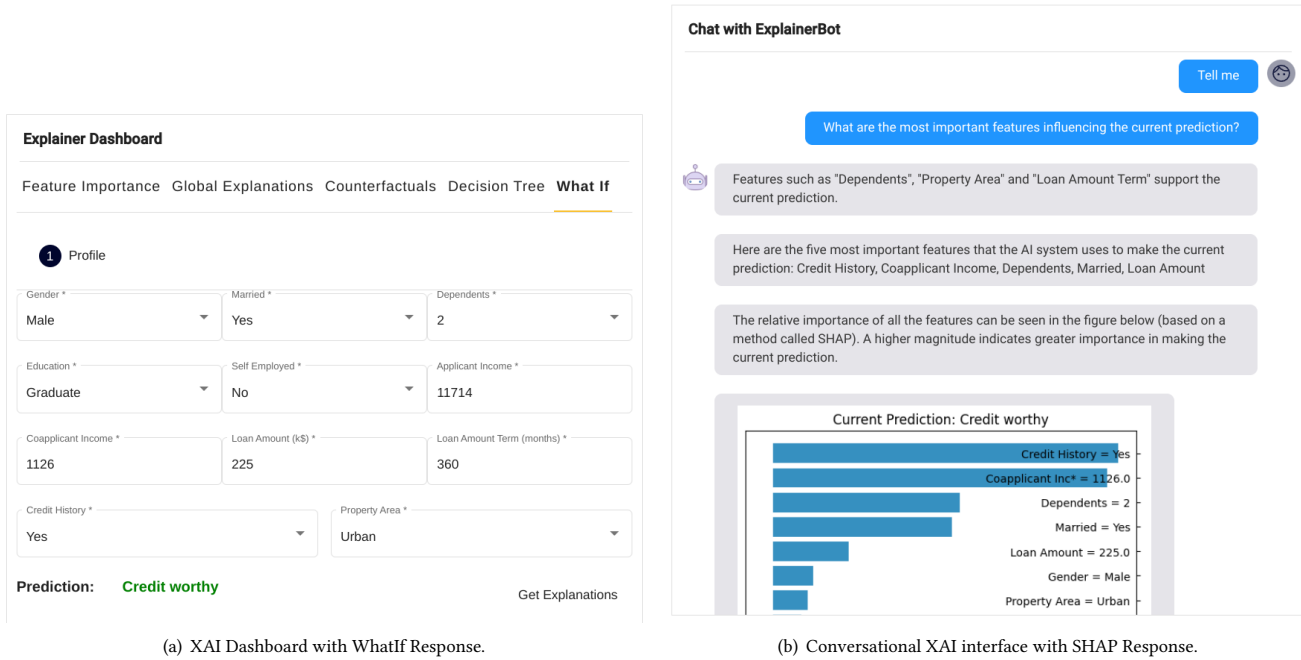 Explainer Dashboard
Feature Importance Global Explanations Counterfactuals Decision Tree What If
1 Profile
Gender * Married * Dependents *
Male Yes 2
Education * Self Employed * Applicant Income *
Graduate No 11714
Coapplicant Income * Loan Amount (k$) * Loan Amount Term (months) *
1126 225 360
Credit History * Property Area *
Yes Urban
Prediction: Credit worthy
Get Explanations
(a) XAI Dashboard with WhatIf Response.
Chat with ExplainerBot
Tell me
What are the most important features influencing the current prediction?
Features such as "Dependents", "Property Area" and "Loan Amount Term" support the
current prediction.
Here are the five most important features that the AI system uses to make the current
prediction: Credit History, Coapplicant Income, Dependents, Married, Loan Amount
The relative importance of all the features can be seen in the figure below (based on a
method called SHAP). A higher magnitude indicates greater importance in making the
current prediction.
Current Prediction: Credit worthy
Credit History = Yes
Coapplicant Inc* = 1126.0
Dependents = 2
Married = Yes
Loan Amount = 225.0
Gender = Male
Property Area = Urban
(b) Conversational XAI interface with SHAP Response.